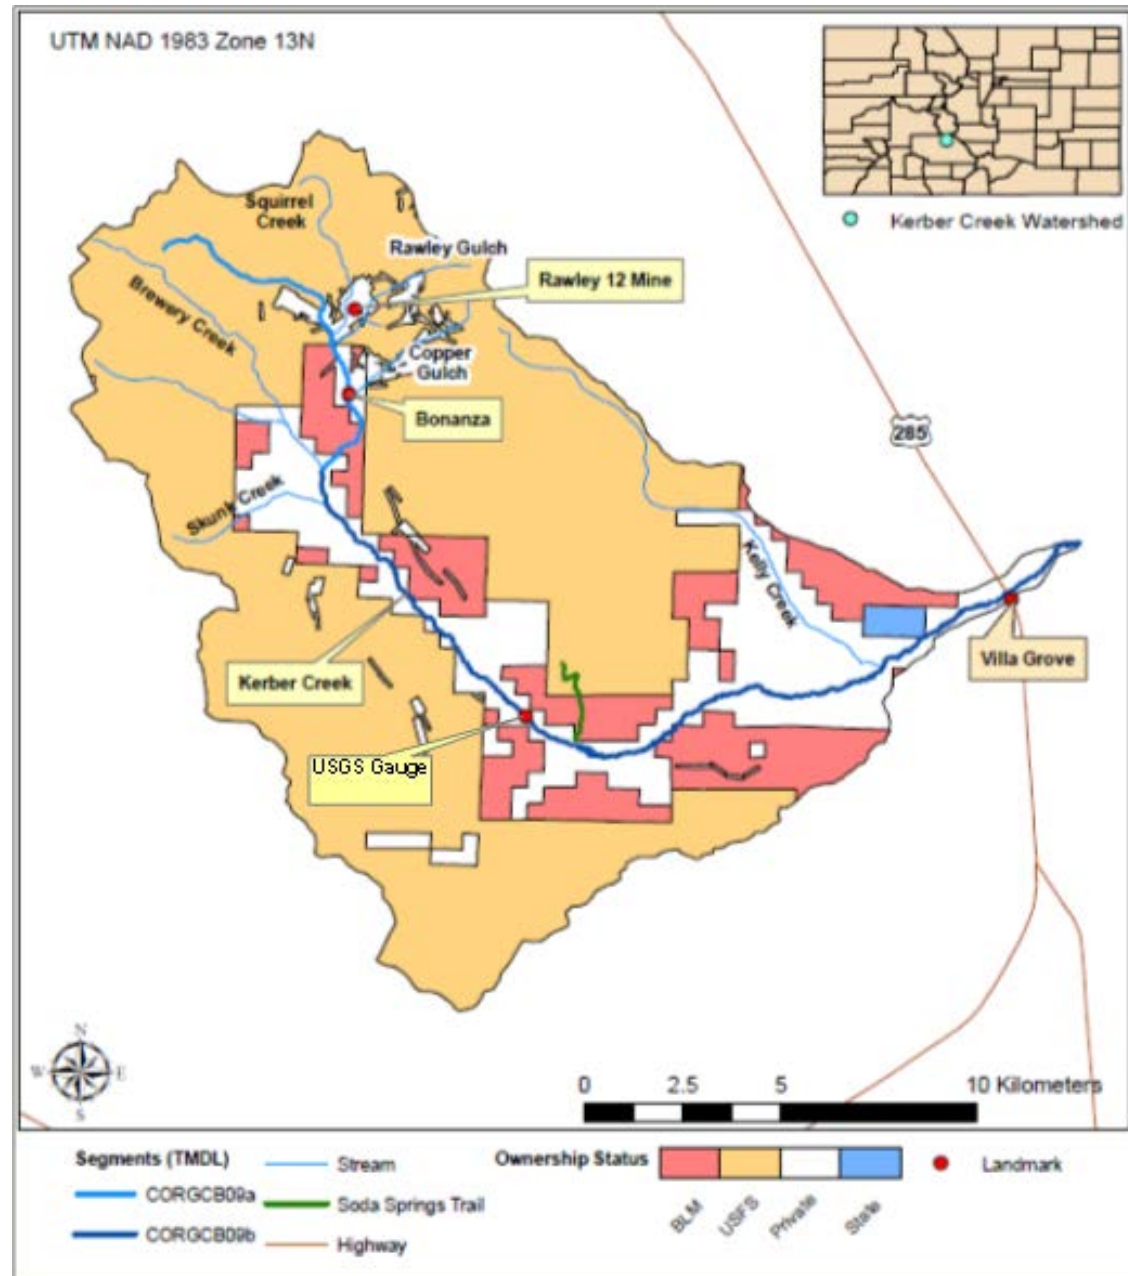 UTM NAD 1983 Zone 13N
Kerber Creek Watershed
Squirrel
Creek
Rawley Gulch
Rawley 12 Mine
Brewery Creek
Copper
Gulch
Bonanza
285
Skunk Creek
Kelly Creek
Kerber Creek
Villa Grove
USGS Gauge
N
W
E
S
0 2.5 5 10 Kilometers
Segments (TMDL)
CORGCB09a
CORGCB09b
Stream
Soda Springs Trail
Highway
Ownership Status
BLM
USFS
Private
State
Landmark